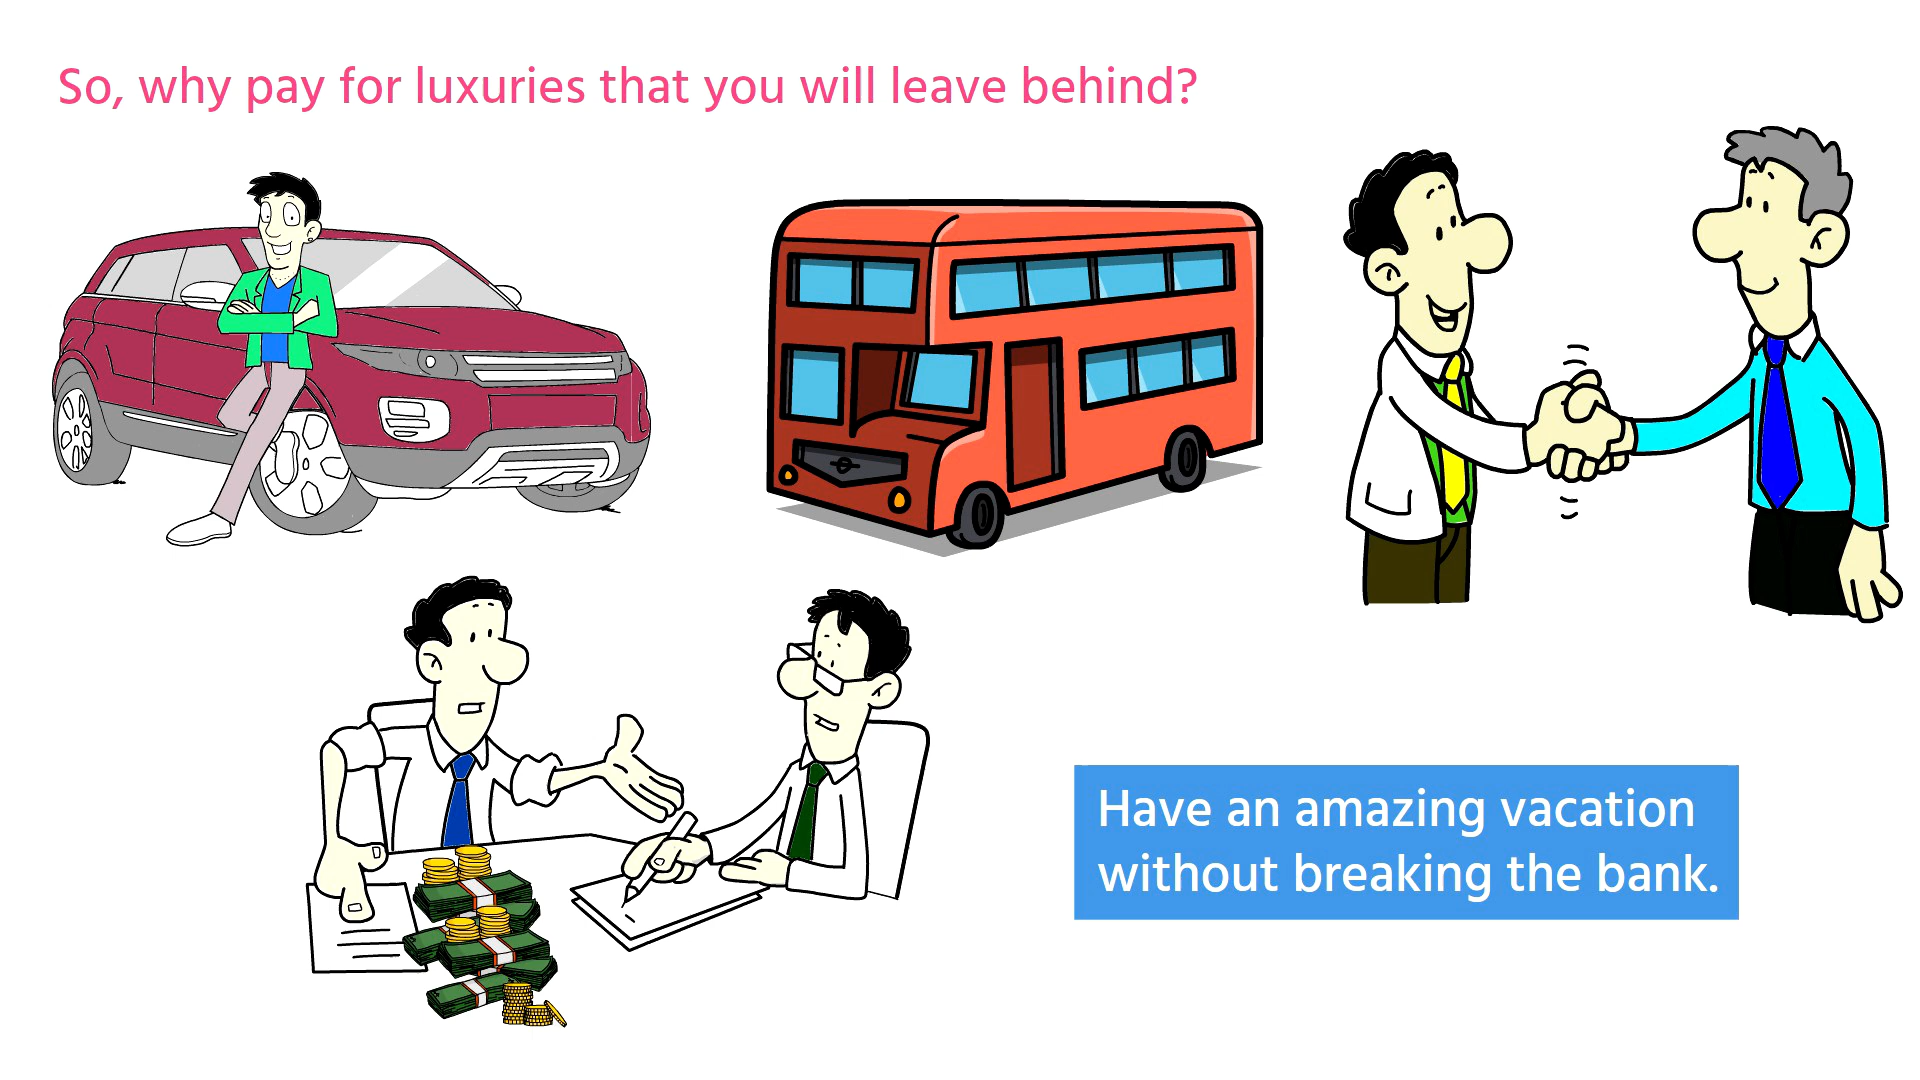 So, why pay for luxuries that you will leave behind?
Have an amazing vacation
without breaking the bank.